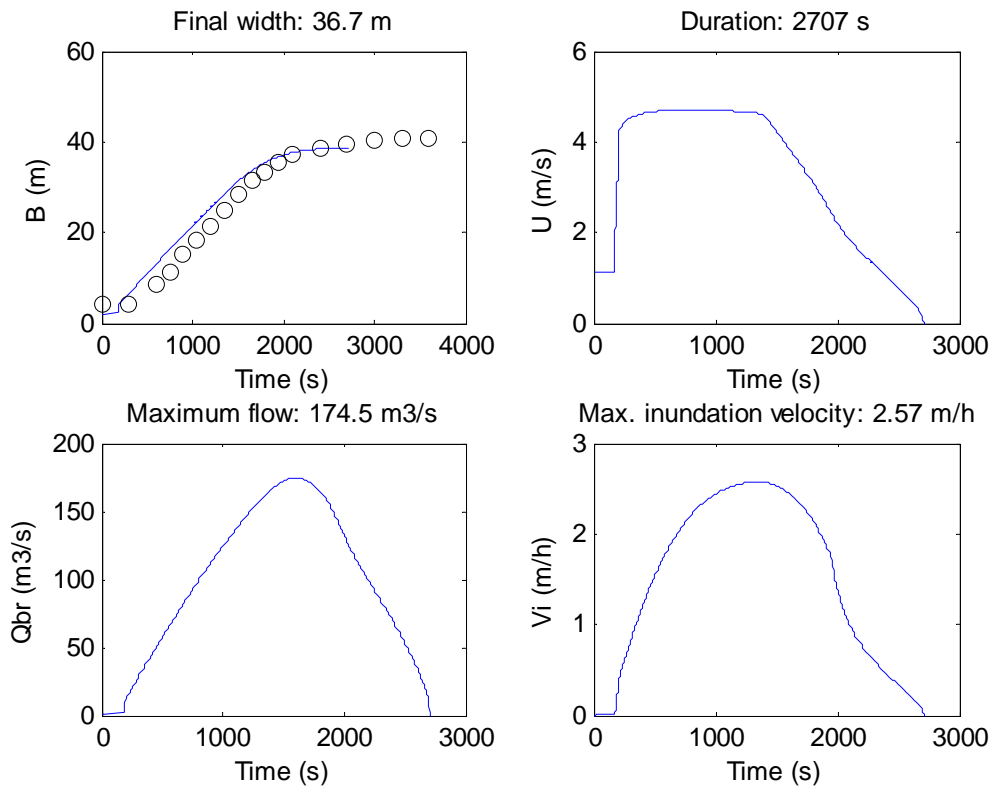 Final width: 36.7 m
60
40
20
0
B (m)
0
1000
2000
3000
4000
Time (s)
Duration: 2707 s
6
4
2
0
U (m/s)
0
1000
2000
3000
Time (s)
Maximum flow: 174.5 m3/s
200
150
100
50
0
Qbr (m3/s)
0
1000
2000
3000
Time (s)
Max. inundation velocity: 2.57 m/h
3
2
1
0
Vi (m/h)
0
1000
2000
3000
Time (s)